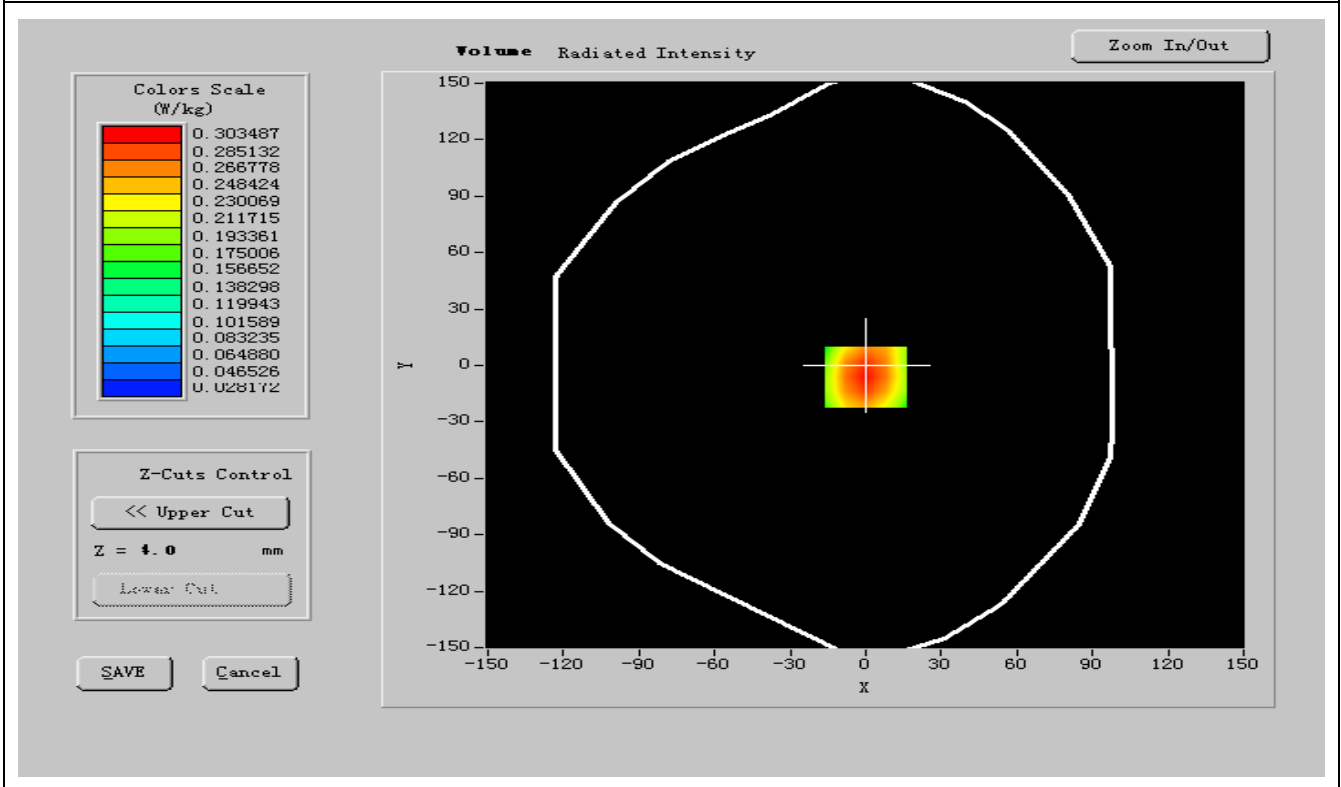 Volume Radiated Intensity
Zoom In/Out
Colors Scale
(W/kg)
0.303487
0.285132
0.266778
0.248424
0.230069
0.211715
0.193361
0.175006
0.156652
0.138298
0.119943
0.101589
0.083235
0.064880
0.046526
0.028172
Z-Cuts Control
<< Upper Cut
Z = 4.0 mm
Lower Cut
SAVE
Cancel
150
120
90
60
30
0
-30
-60
-90
-120
-150
Y
-150 -120 -90 -60 -30 0 30 60 90 120 150
X